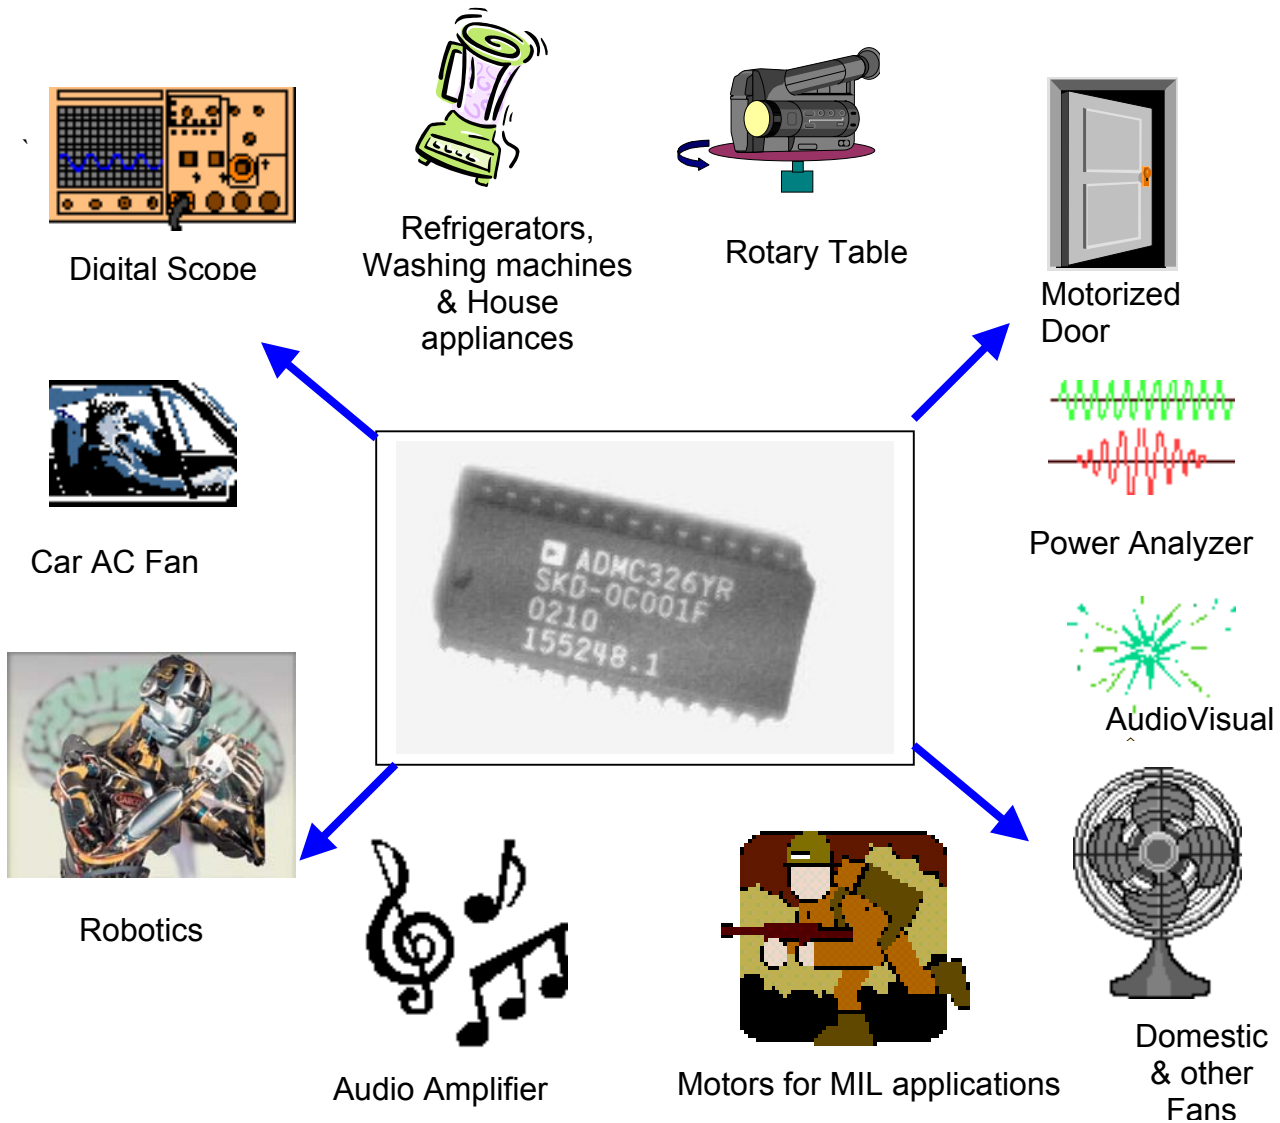 Digital Scope
Refrigerators,
Washing machines
& House
appliances
Rotary Table
Motorized
Door
Car AC Fan
ADMC326YR
SKD-0C001F
0210
155248.1
Power Analyzer
AudioVisual
Robotics
Audio Amplifier
Motors for MIL applications
Domestic
& other
Fans